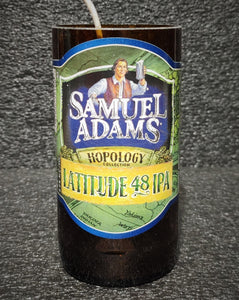 SAMUEL
ADAMS
HOPOLOGY
COLLECTION
LATITUDE 48 IPA